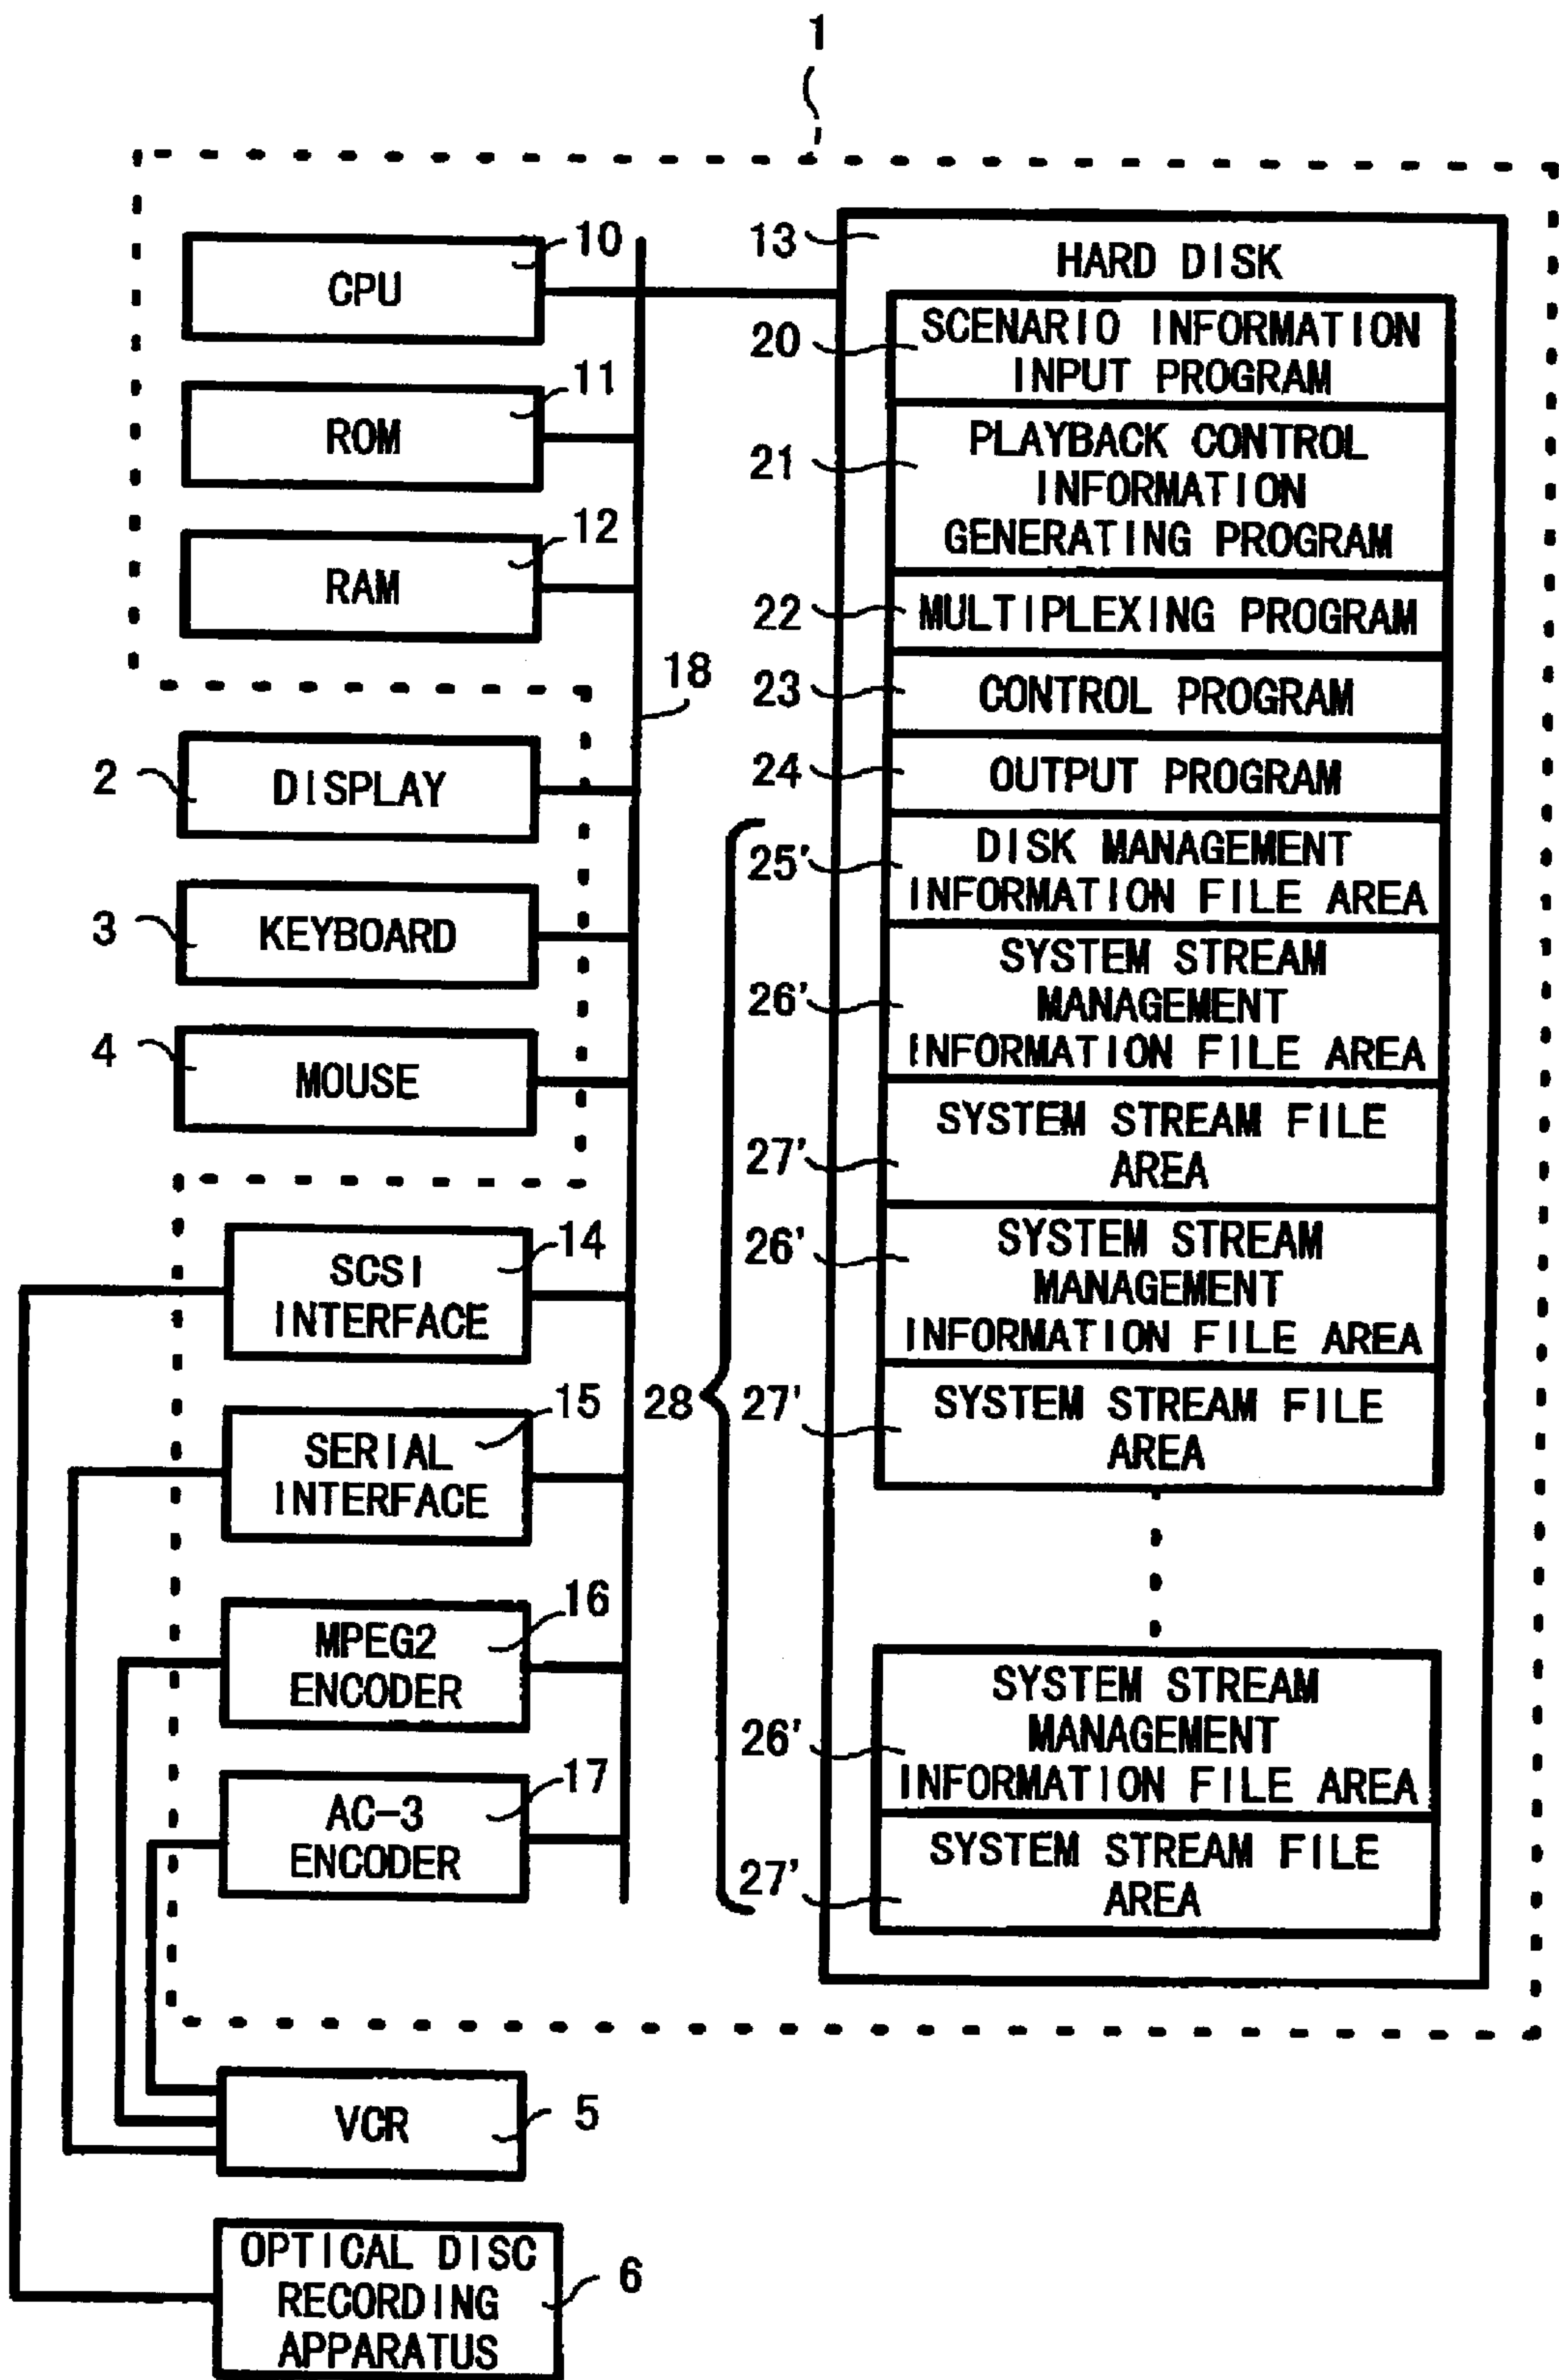 1
10
CPU
11
ROM
12
RAM
18
2
DISPLAY
3
KEYBOARD
4
MOUSE
14
SCSI
INTERFACE
15
SERIAL
INTERFACE
16
MPEG2
ENCODER
17
AC-3
ENCODER
VCR
5
OPTICAL DISC
RECORDING
APPARATUS
6
13
HARD DISK
20
SCENARIO INFORMATION
INPUT PROGRAM
21
PLAYBACK CONTROL
INFORMATION
GENERATING PROGRAM
22
MULTIPLEXING PROGRAM
23
CONTROL PROGRAM
24
OUTPUT PROGRAM
28
25'
DISK MANAGEMENT
INFORMATION FILE AREA
26'
SYSTEM STREAM
MANAGEMENT
INFORMATION FILE AREA
27'
SYSTEM STREAM FILE
AREA
26'
SYSTEM STREAM
MANAGEMENT
INFORMATION FILE AREA
27'
SYSTEM STREAM FILE
AREA
26'
SYSTEM STREAM
MANAGEMENT
INFORMATION FILE AREA
27'
SYSTEM STREAM FILE
AREA